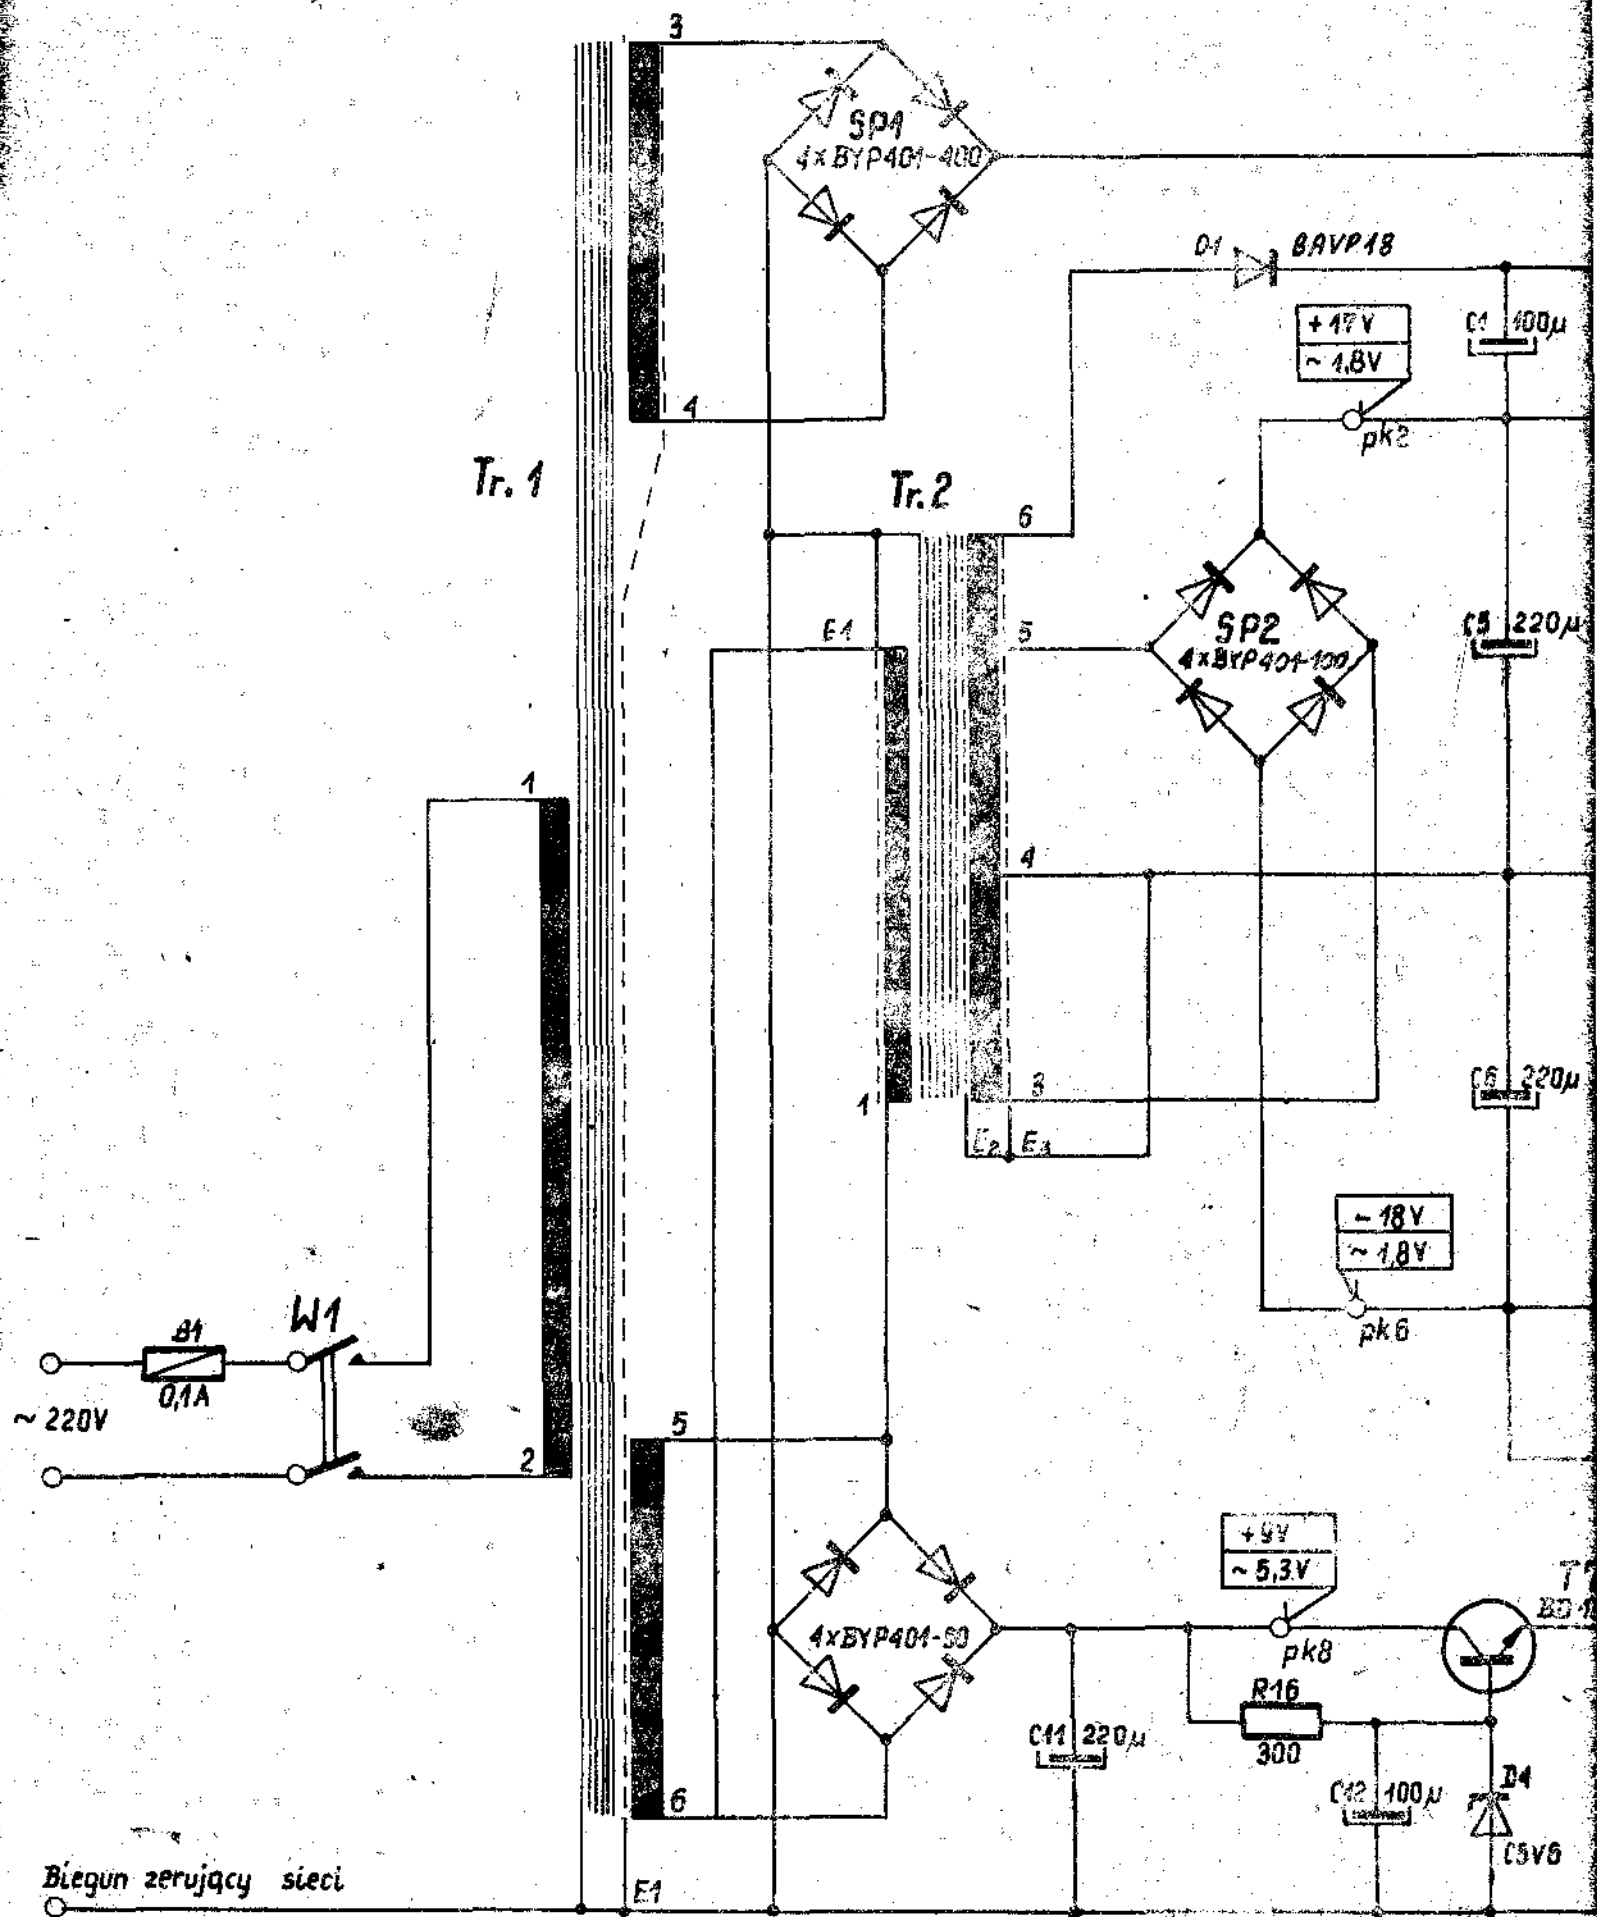 3
SP1
4xBYP401-400
D1
BAVP18
+17V
~ 1,8V
C1 100µ
4
pk2
Tr. 1
Tr. 2
6
E1
5
SP2
4xBYP401-100
C5 220µ
1
4
3
1
C6 220µ
E2 E3
- 18V
~ 1,8V
W1
B1
pk6
0,1A
~ 220V
5
2
+9V
~ 5,3V
4xBYP401-50
pk8
R16
C11 220µ
300
D4
6
C12 100µ
C5V6
Biegun zerujący sieci
E1